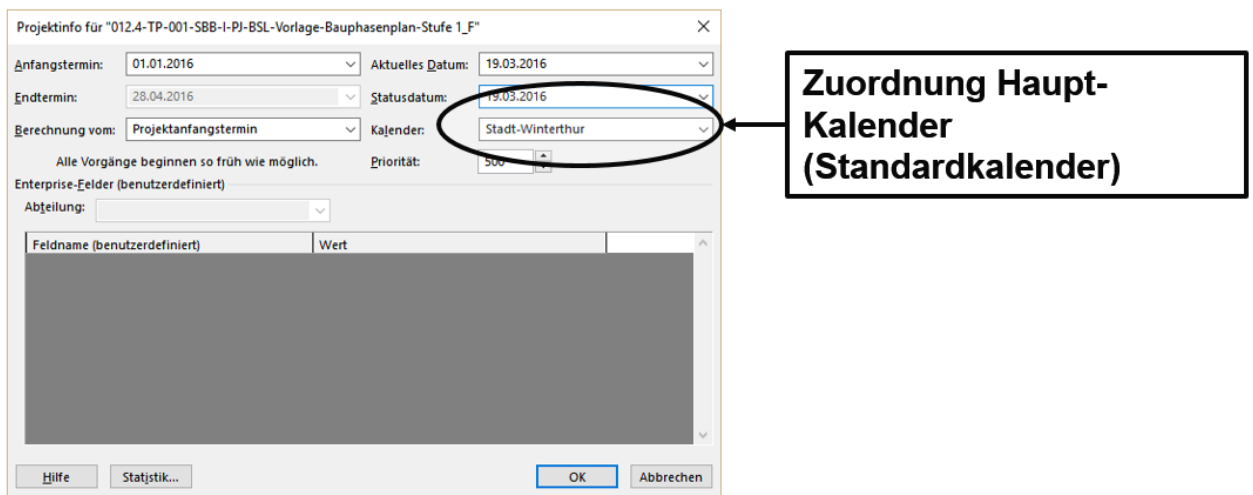 Projektinfo für "012.4-TP-001-SBB-I-PJ-BSL-Vorlage-Bauphasenplan-Stufe 1_F"
Anfangstermin: 01.01.2016 Aktuelles Datum: 19.03.2016
Endtermin: 28.04.2016 Statusdatum: 19.03.2016
Berechnung vom: Projektanfangstermin Kalender: Stadt-Winterthur
Alle Vorgänge beginnen so früh wie möglich. Priorität: 500
Enterprise-Felder (benutzerdefiniert)
Abteilung:
Feldname (benutzerdefiniert) Wert
Hilfe Statistik... OK Abbrechen
Zuordnung Haupt-
Kalender
(Standardkalender)